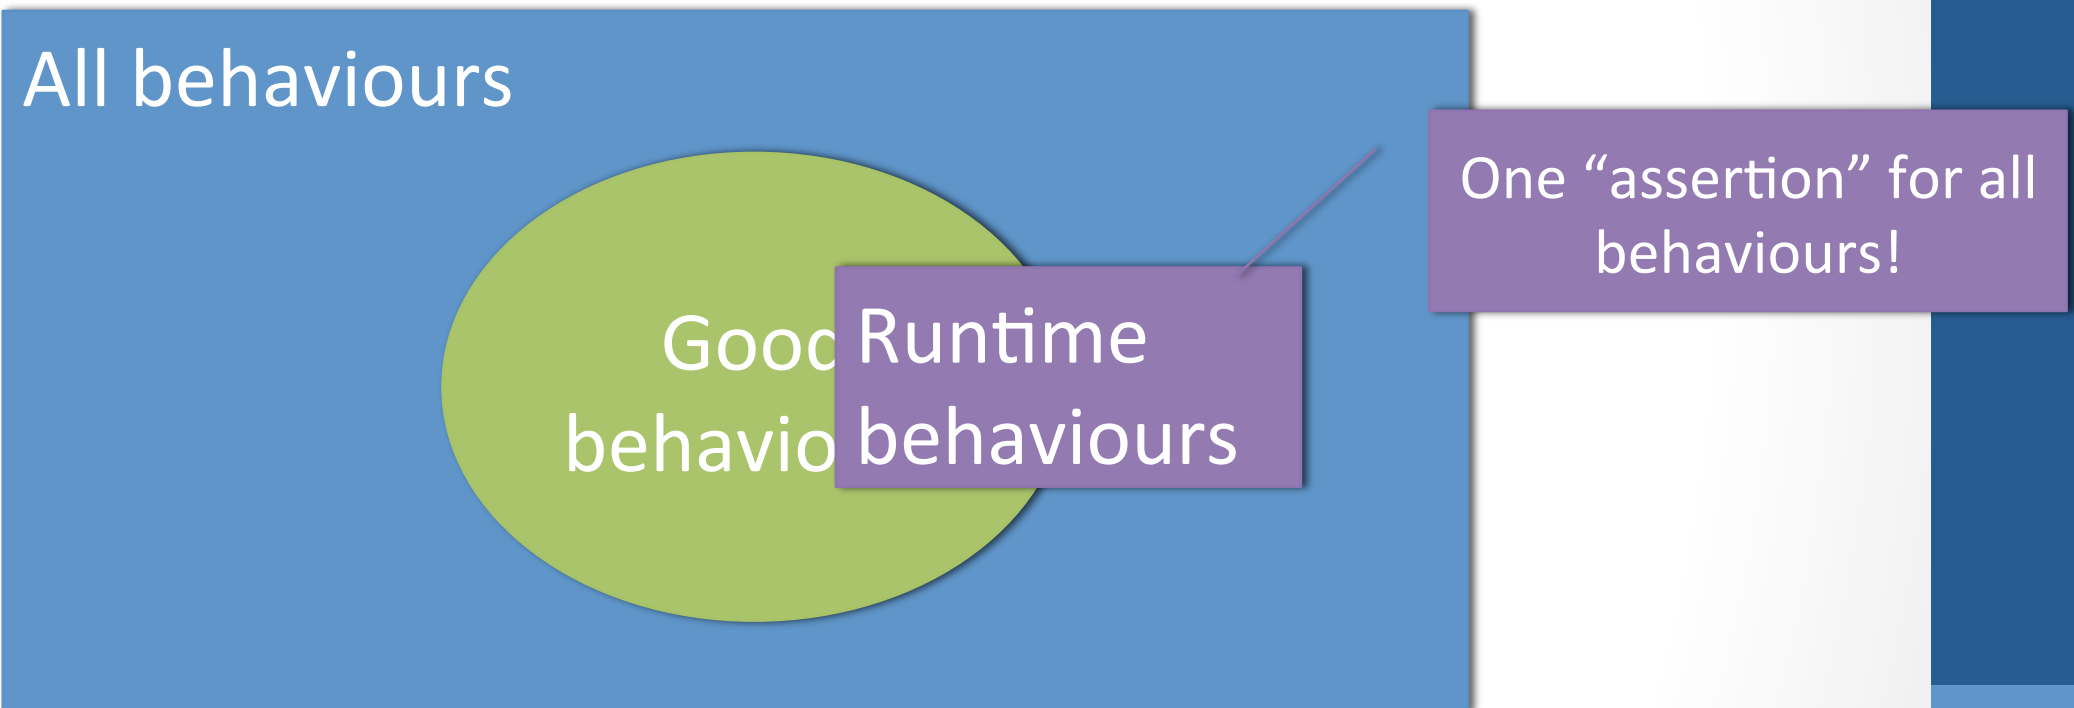 All behaviours
One “assertion” for all
behaviours!
Good
behavio
Runtime
behaviours